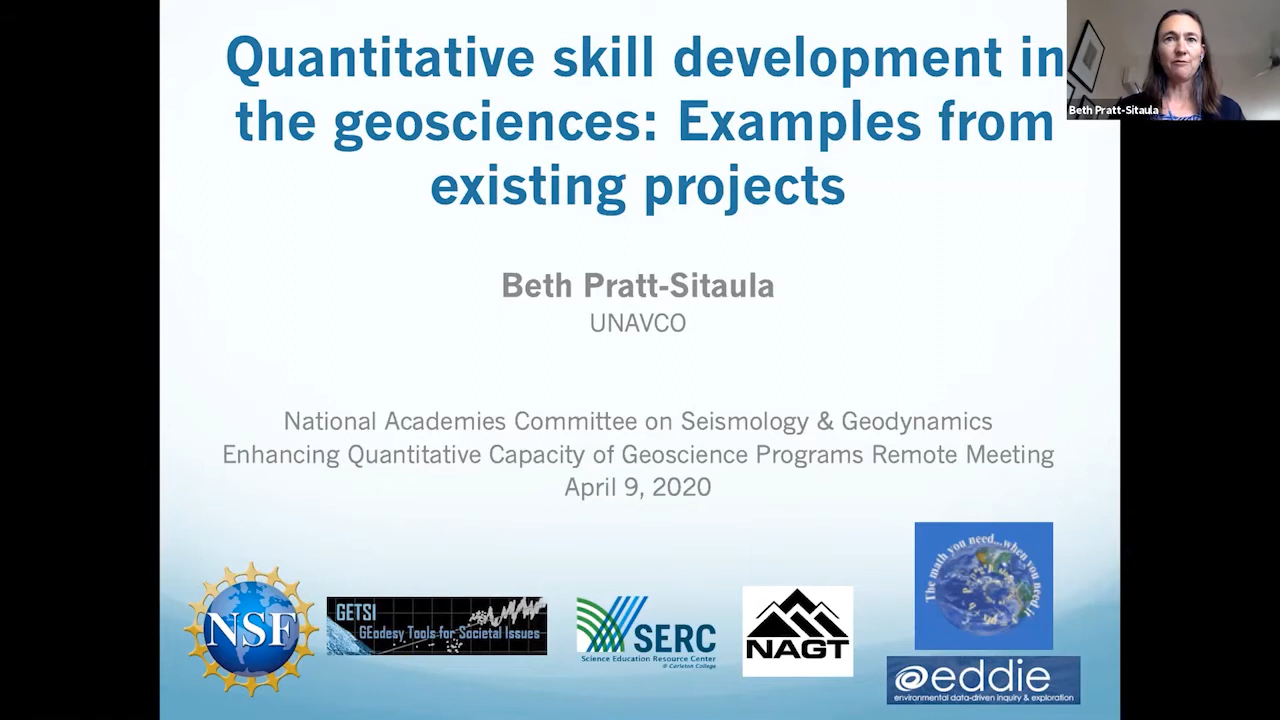 Quantitative skill development in
the geosciences: Examples from
existing projects
Beth Pratt-Sitaula
Beth Pratt-Sitaula
UNAVCO
National Academies Committee on Seismology & Geodynamics
Enhancing Quantitative Capacity of Geoscience Programs Remote Meeting
April 9, 2020
The math you need...when you need it
NSF
GETSI
GEodesy Tools for Societal Issues
SERC
Science Education Resource Center
@ Carleton College
NAGT
eddie
environmental data-driven inquiry & exploration